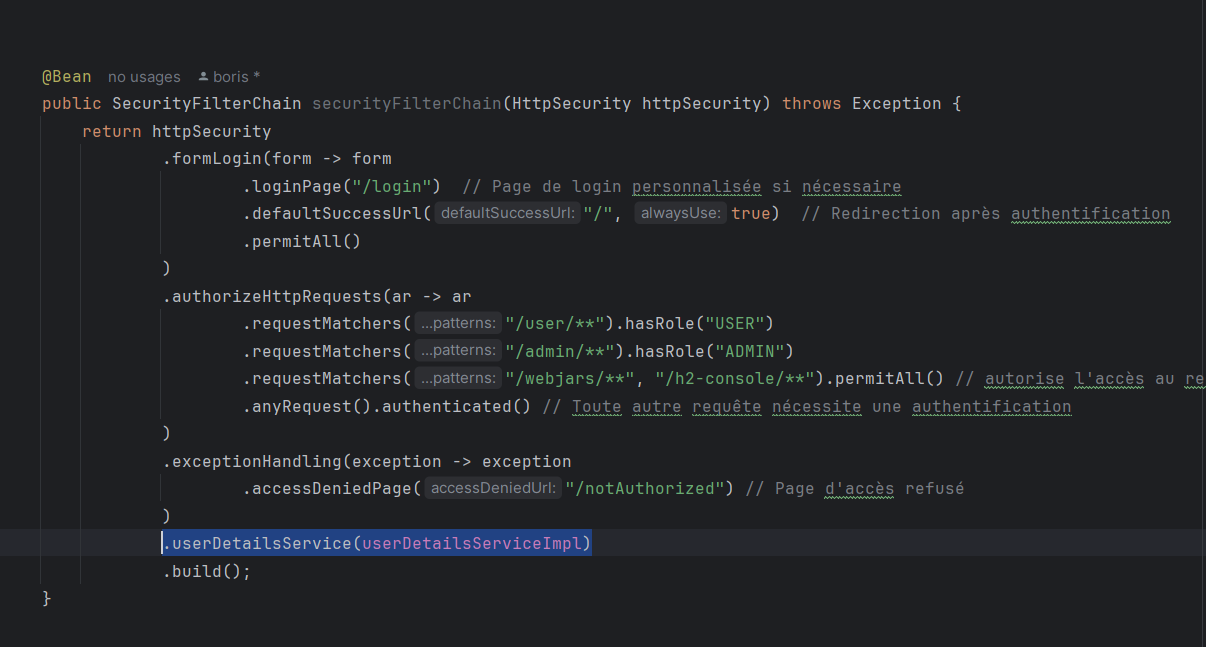 @Bean no usages boris *
public SecurityFilterChain securityFilterChain(HttpSecurity httpSecurity) throws Exception {
return httpSecurity
.formLogin(form -> form
.loginPage("/login") // Page de login personnalisée si nécessaire
.defaultSuccessUrl( defaultSuccessUrl: "/", alwaysUse: true) // Redirection après authentification
.permitAll()
)
.authorizeHttpRequests(ar -> ar
.requestMatchers( ...patterns: "/user/**").hasRole("USER")
.requestMatchers( ...patterns: "/admin/**").hasRole("ADMIN")
.requestMatchers( ...patterns: "/webjars/**", "/h2-console/**").permitAll() // autorise l'accès au re
.anyRequest().authenticated() // Toute autre requête nécessite une authentification
)
.exceptionHandling(exception -> exception
.accessDeniedPage( accessDeniedUrl: "/notAuthorized") // Page d'accès refusé
)
.userDetailsService(userDetailsServiceImpl)
.build();
}